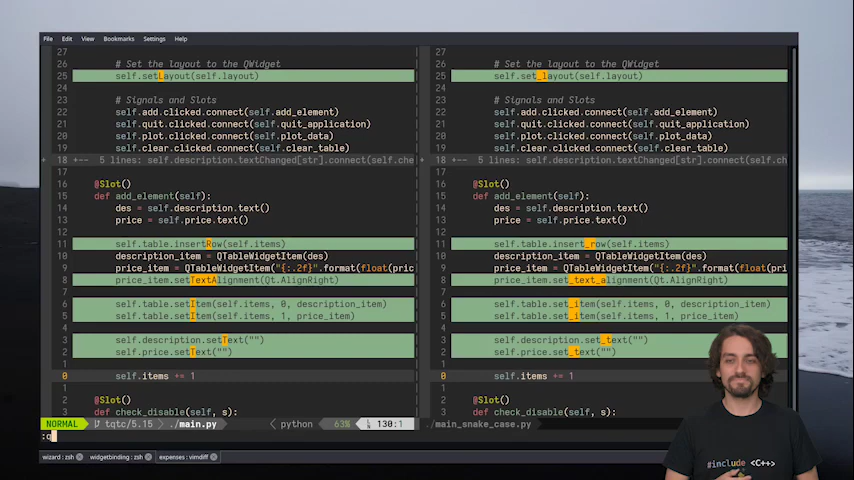 File Edit View Bookmarks Settings Help
27
26 # Set the layout to the QWidget
25 self.setLayout(self.layout)
24
23 # Signals and Slots
22 self.add.clicked.connect(self.add_element)
21 self.quit.clicked.connect(self.quit_application)
20 self.plot.clicked.connect(self.plot_data)
19 self.clear.clicked.connect(self.clear_table)
18 +-- 5 lines: self.description.textChanged[str].connect(self.che
17
16 @Slot()
15 def add_element(self):
14 des = self.description.text()
13 price = self.price.text()
12
11 self.table.insertRow(self.items)
10 description_item = QTableWidgetItem(des)
9 price_item = QTableWidgetItem("{:.2f}".format(float(pric
8 price_item.setTextAlignment(Qt.AlignRight)
7
6 self.table.setItem(self.items, 0, description_item)
5 self.table.setItem(self.items, 1, price_item)
4
3 self.description.setText("")
2 self.price.setText("")
1
0 self.items += 1
1
2 @Slot()
3 def check_disable(self, s):
27
26 # Set the layout to the QWidget
25 self.set_layout(self.layout)
24
23 # Signals and Slots
22 self.add.clicked.connect(self.add_element)
21 self.quit.clicked.connect(self.quit_application)
20 self.plot.clicked.connect(self.plot_data)
19 self.clear.clicked.connect(self.clear_table)
18 +-- 5 lines: self.description.textChanged[str].connect(self.ch
17
16 @Slot()
15 def add_element(self):
14 des = self.description.text()
13 price = self.price.text()
12
11 self.table.insert_row(self.items)
10 description_item = QTableWidgetItem(des)
9 price_item = QTableWidgetItem("{:.2f}".format(float(pri
8 price_item.set_text_alignment(Qt.AlignRight)
7
6 self.table.set_item(self.items, 0, description_item)
5 self.table.set_item(self.items, 1, price_item)
4
3 self.description.set_text("")
2 self.price.set_text("")
1
0 self.items += 1
1
2 @Slot()
3 def check_disable(self, s):
NORMAL tqtc/5.15 ./main.py python 63% 130:1 ./main_snake_case.py
:q
wizard : zsh widgetbinding: zsh expenses : vimdiff
#include <C++>